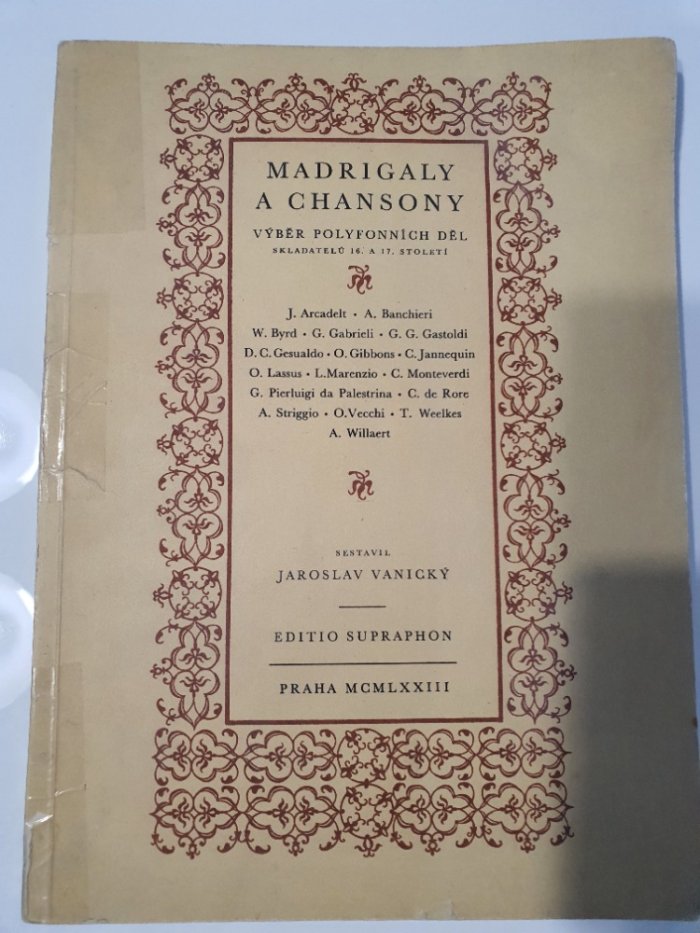 MADRIGALY
A CHANSONY
VÝBĚR POLYFONNÍCH DĚL
SKLADATELŮ 16. A 17. STOLETÍ
J. Arcadelt • A. Banchieri
W. Byrd • G. Gabrieli • G. G. Gastoldi
D. C. Gesualdo • O. Gibbons • C. Jannequin
O. Lassus • L. Marenzio • C. Monteverdi
G. Pierluigi da Palestrina • C. de Rore
A. Striggio • O. Vecchi • T. Weelkes
A. Willaert
SESTAVIL
JAROSLAV VANICKÝ
EDITIO SUPRAPHON
PRAHA MCMLXXIII